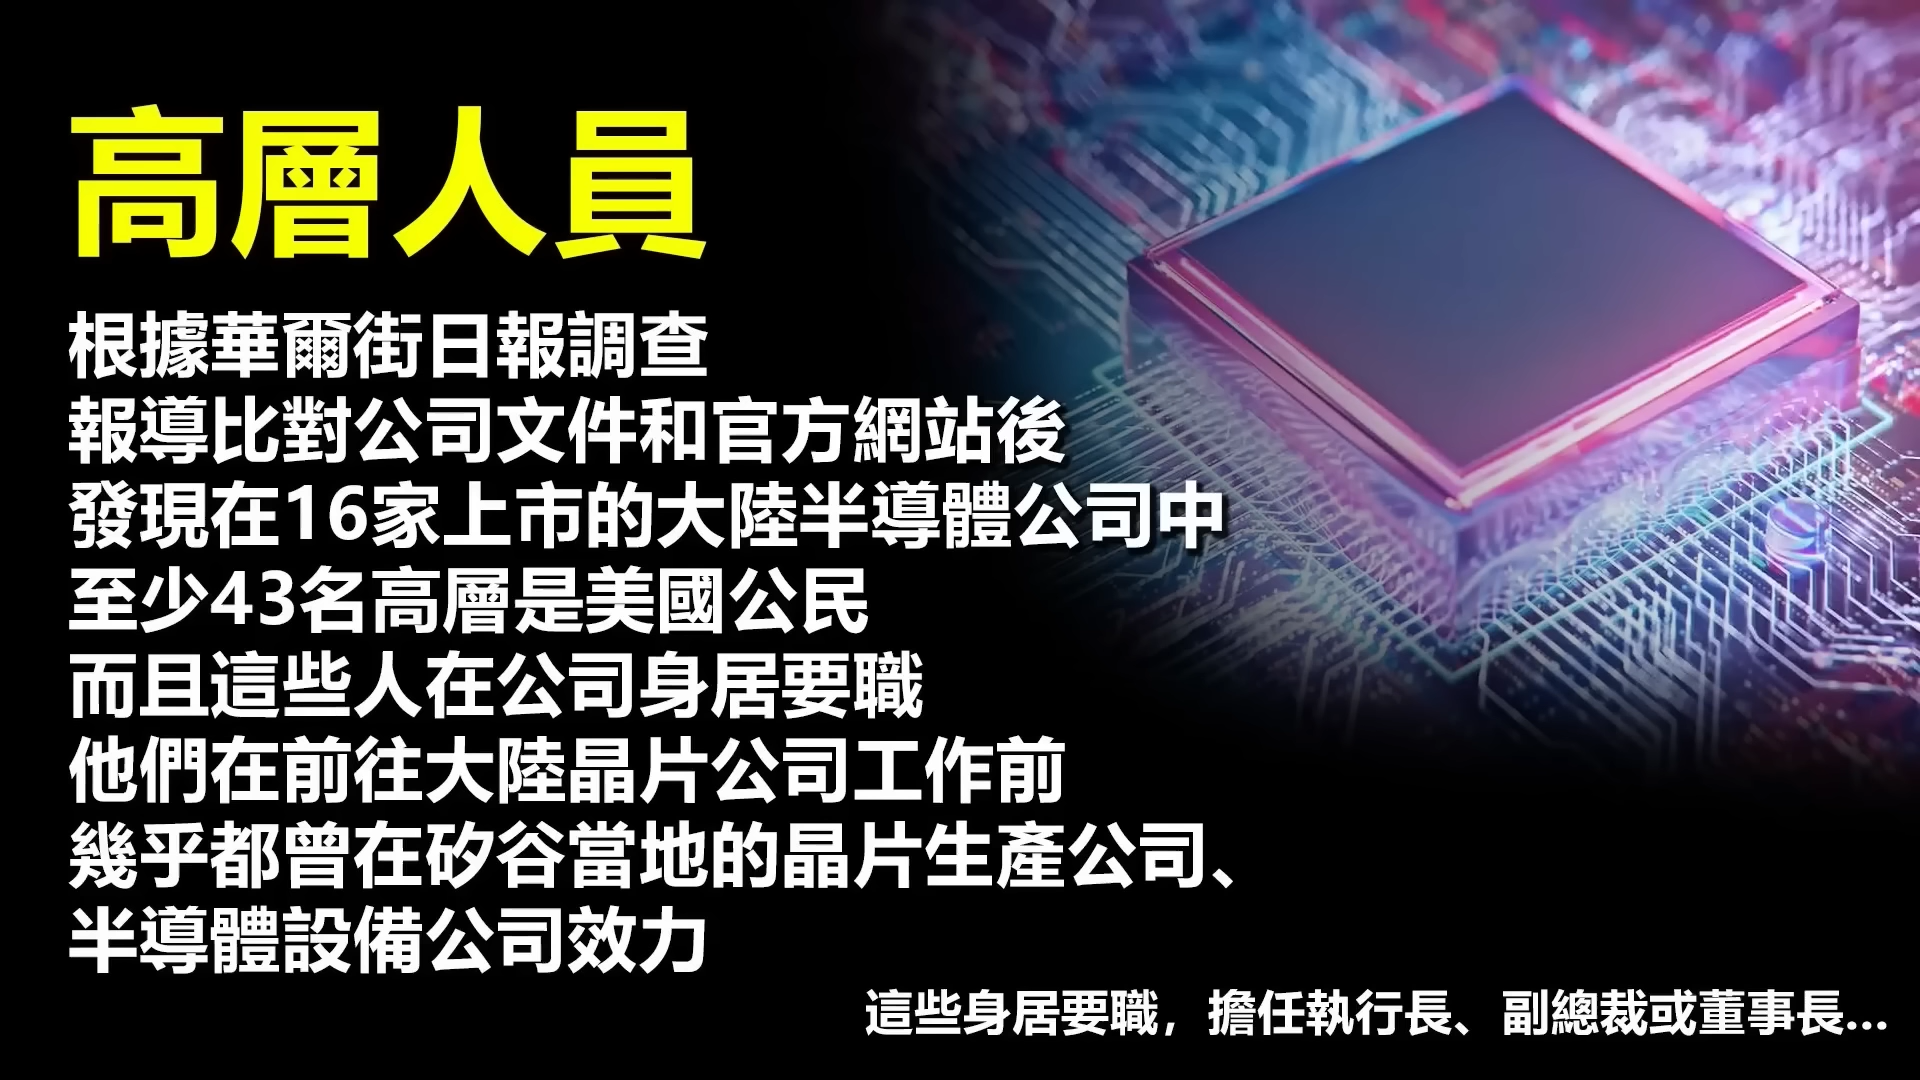 高層人員
根據華爾街日報調查
報導比對公司文件和官方網站後
發現在16家上市的大陸半導體公司中
至少43名高層是美國公民
而且這些人在公司身居要職
他們在前往大陸晶片公司工作前
幾乎都曾在矽谷當地的晶片生產公司、
半導體設備公司效力
這些身居要職，擔任執行長、副總裁或董事長...